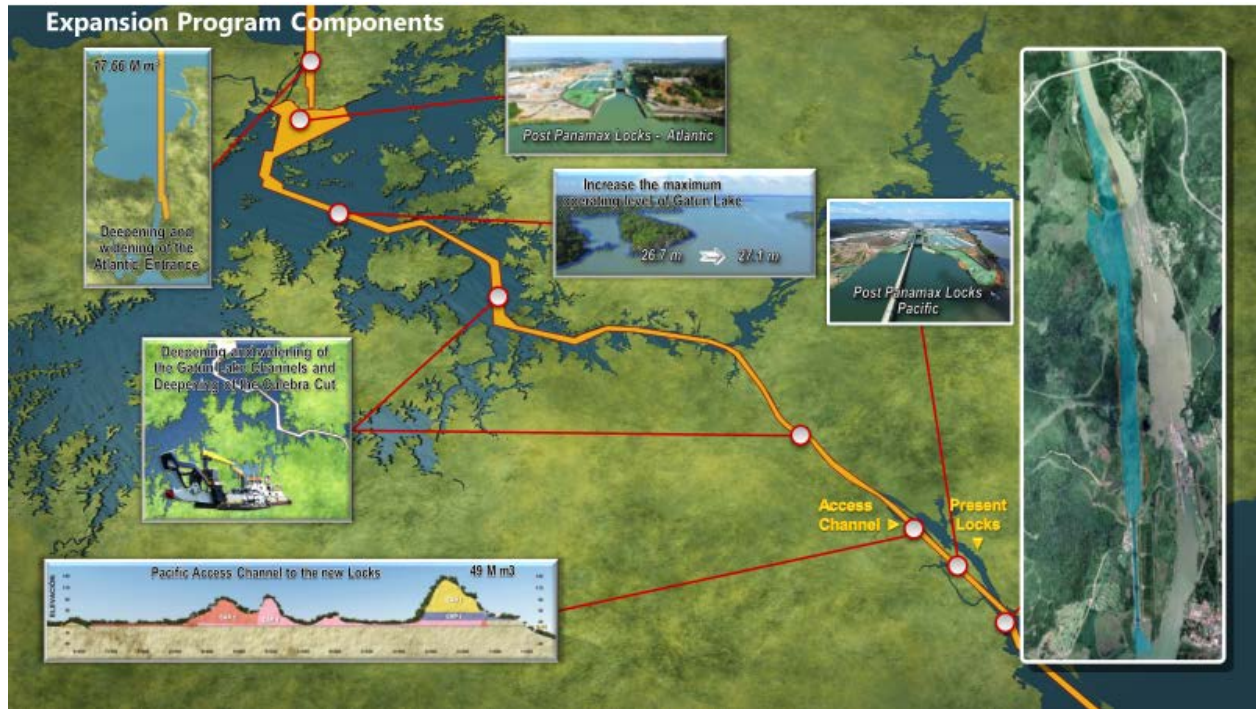 Expansion Program Components
17.66 M m³
Deepening and
widening of the
Atlantic Entrance
Post Panamax Locks - Atlantic
Increase the maximum
operating level of Gatun Lake
26.7 m
27.1 m
Post Panamax Locks
Pacific
Deepening and widening of
the Gatun Lake Channels and
Deepening of the Culebra Cut
Access
Channel
Present
Locks
Pacific Access Channel to the new Locks
49 M m3
ELEVACIÓN